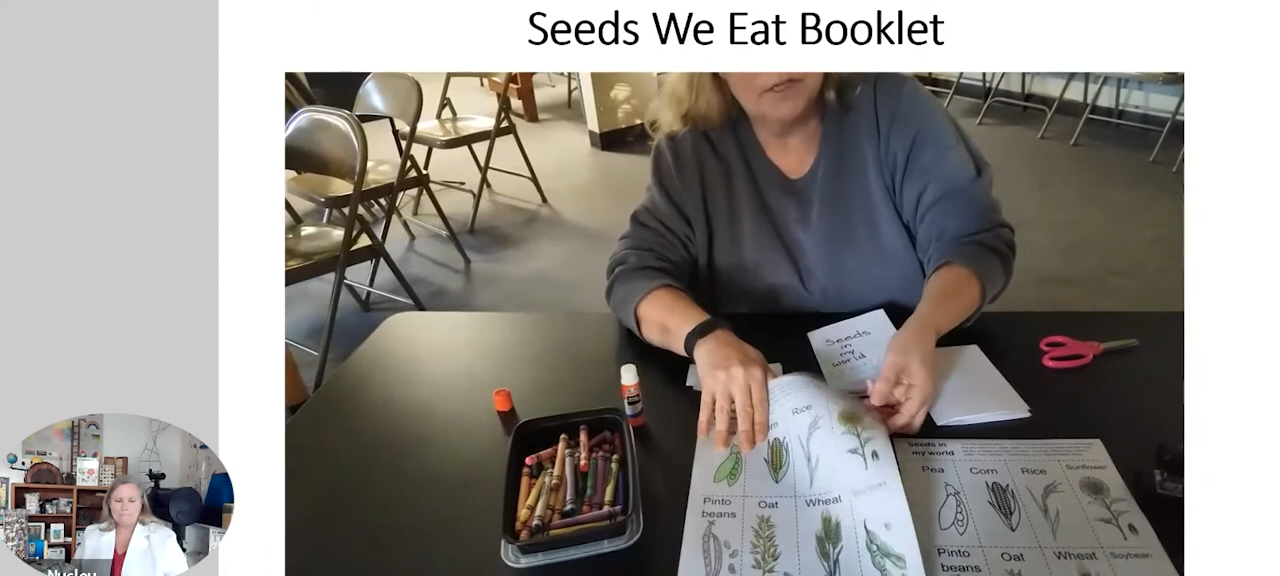 Seeds We Eat Booklet
Seeds
in
my
world
Rice
Pinto
beans
Oat
Wheat
Soybean
Seeds in
my world
Pea
Corn
Rice
Sunflower
Pinto
beans
Oat
Wheat
Soybean